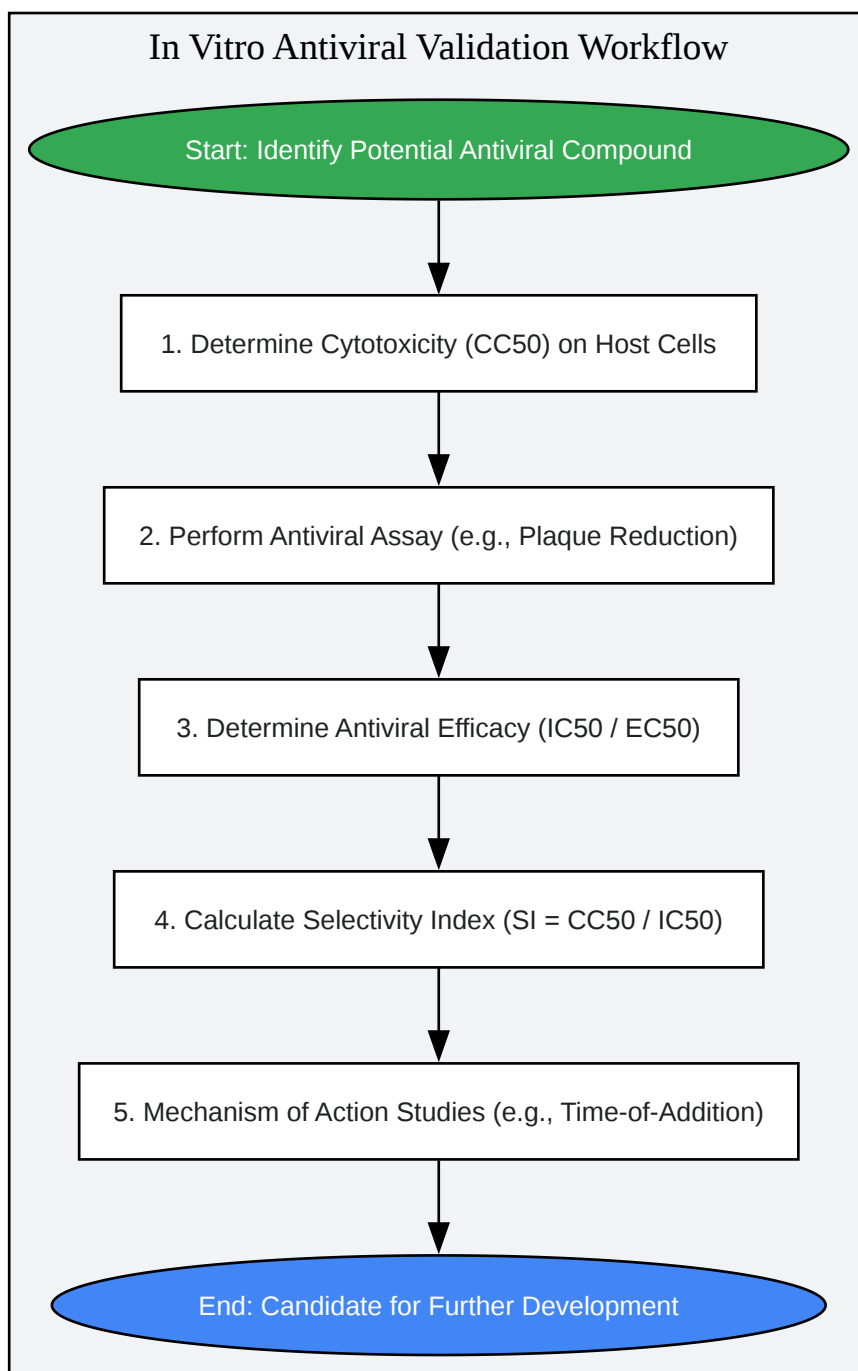 In Vitro Antiviral Validation Workflow
Start: Identify Potential Antiviral Compound
1. Determine Cytotoxicity (CC50) on Host Cells
2. Perform Antiviral Assay (e.g., Plaque Reduction)
3. Determine Antiviral Efficacy (IC50 / EC50)
4. Calculate Selectivity Index (SI = CC50 / IC50)
5. Mechanism of Action Studies (e.g., Time-of-Addition)
End: Candidate for Further Development